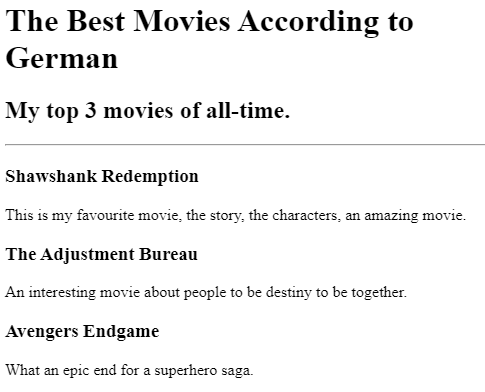 The Best Movies According to
German
My top 3 movies of all-time.
Shawshank Redemption
This is my favourite movie, the story, the characters, an amazing movie.
The Adjustment Bureau
An interesting movie about people to be destiny to be together.
Avengers Endgame
What an epic end for a superhero saga.